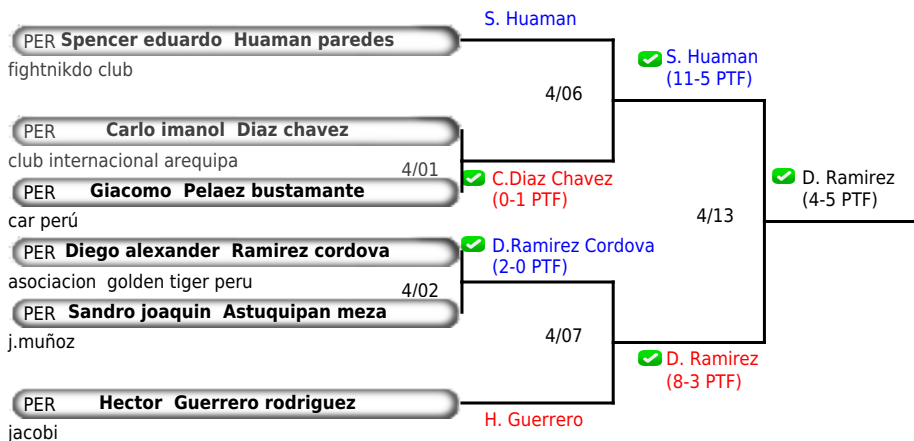 S. Huaman
PER Spencer eduardo Huaman paredes
fightnikdo club
S. Huaman
(11-5 PTF)
4/06
PER Carlo imanol Diaz chavez
club internacional arequipa
4/01
C.Diaz Chavez
(0-1 PTF)
PER Giacomo Pelaez bustamante
car perú
D. Ramirez
(4-5 PTF)
4/13
PER Diego alexander Ramirez cordova
asociacion golden tiger peru
D.Ramirez Cordova
(2-0 PTF)
4/02
PER Sandro joaquin Astuquipan meza
j.muñoz
4/07
D. Ramirez
(8-3 PTF)
PER Hector Guerrero rodriguez
jacobi
H. Guerrero